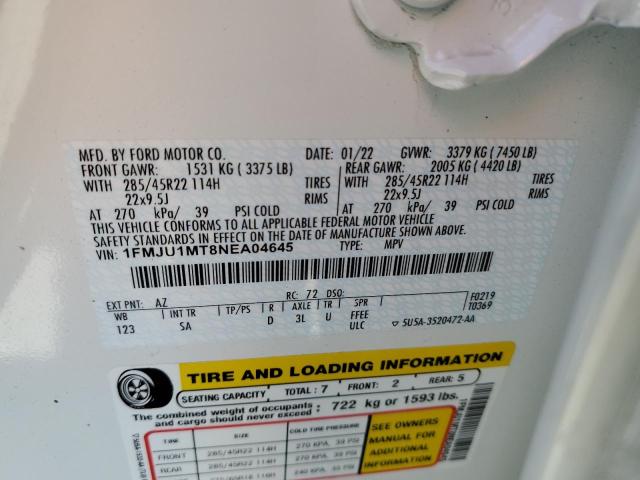 MFD. BY FORD MOTOR CO.
DATE: 01/22 GVWR: 3379 KG ( 7450 LB)
FRONT GAWR: 1531 KG ( 3375 LB)
REAR GAWR: 2005 KG ( 4420 LB)
WITH 285/45R22 114H TIRES
WITH 285/45R22 114H TIRES
22x9.5J RIMS
22x9.5J RIMS
AT 270 kPa/ 39 PSI COLD
AT 270 kPa/ 39 PSI COLD
THIS VEHICLE CONFORMS TO ALL APPLICABLE FEDERAL MOTOR VEHICLE
SAFETY STANDARDS IN EFFECT ON THE DATE OF MANUFACTURE SHOWN ABOVE.
VIN: 1FMJU1MT8NEA04645 TYPE: MPV
EXT PNT: AZ RC: 72 DSO:
WB INT TR TP/PS R AXLE TR SPR
123 SA D 3L U FFEE
ULC
F0219
T0369
5U5A-3520472-AA
TIRE AND LOADING INFORMATION
SEATING CAPACITY TOTAL: 7 FRONT: 2 REAR: 5
The combined weight of occupants
and cargo should never exceed : 722 kg or 1593 lbs.
TIRE SIZE COLD TIRE PRESSURE
FRONT 285/45R22 114H 270 KPA, 39 PSI
REAR 285/45R22 114H 270 KPA, 39 PSI
SEE OWNERS
MANUAL FOR
ADDITIONAL
INFORMATION